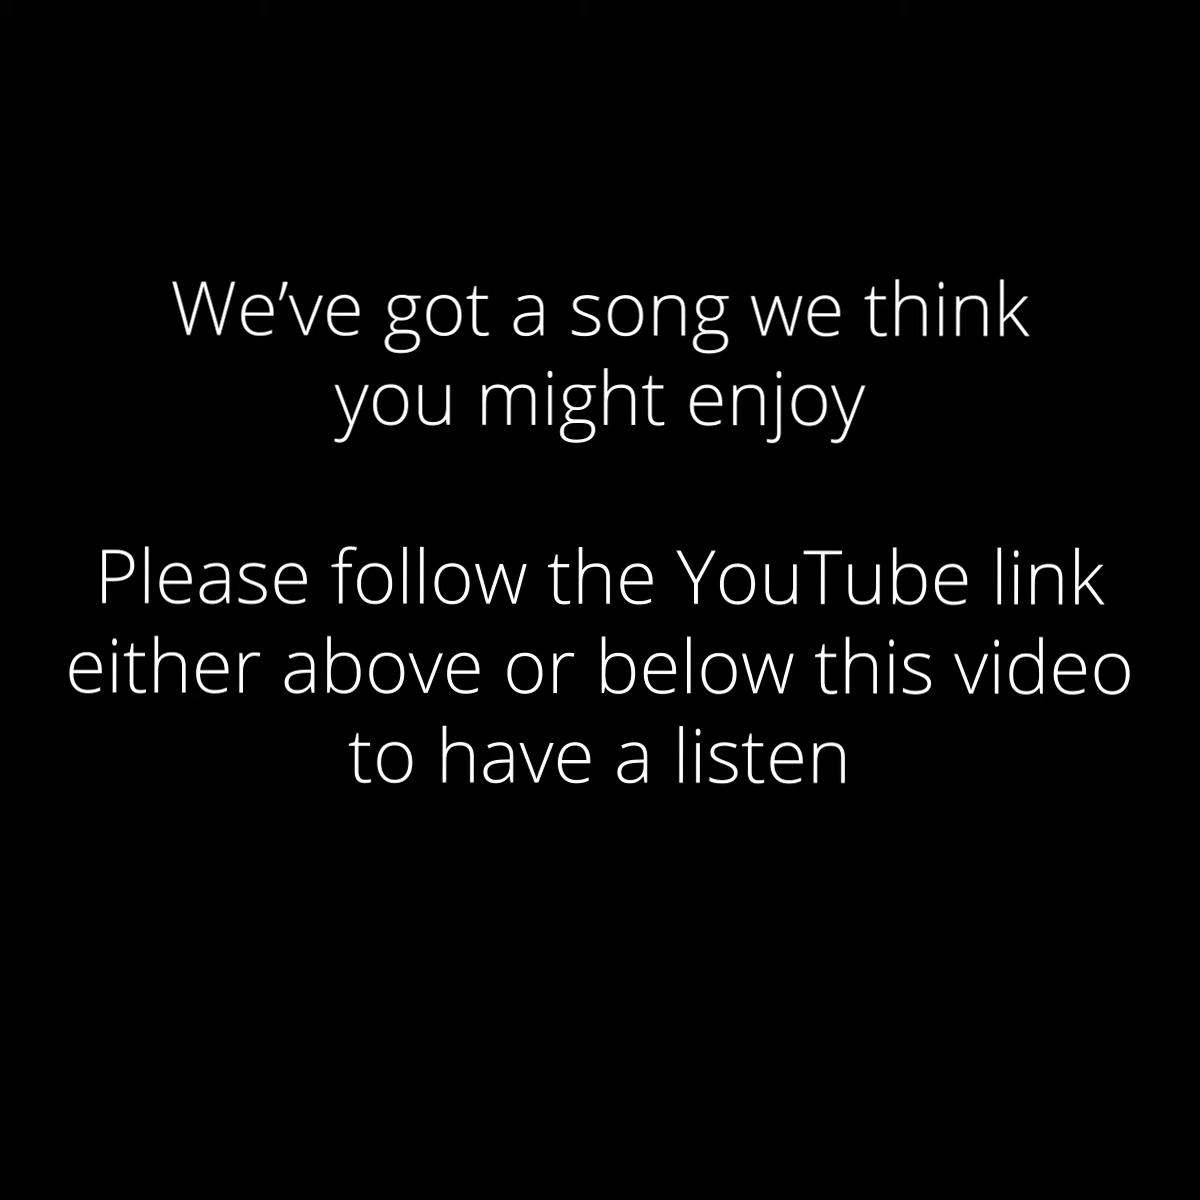 We’ve got a song we think
you might enjoy
Please follow the YouTube link
either above or below this video
to have a listen